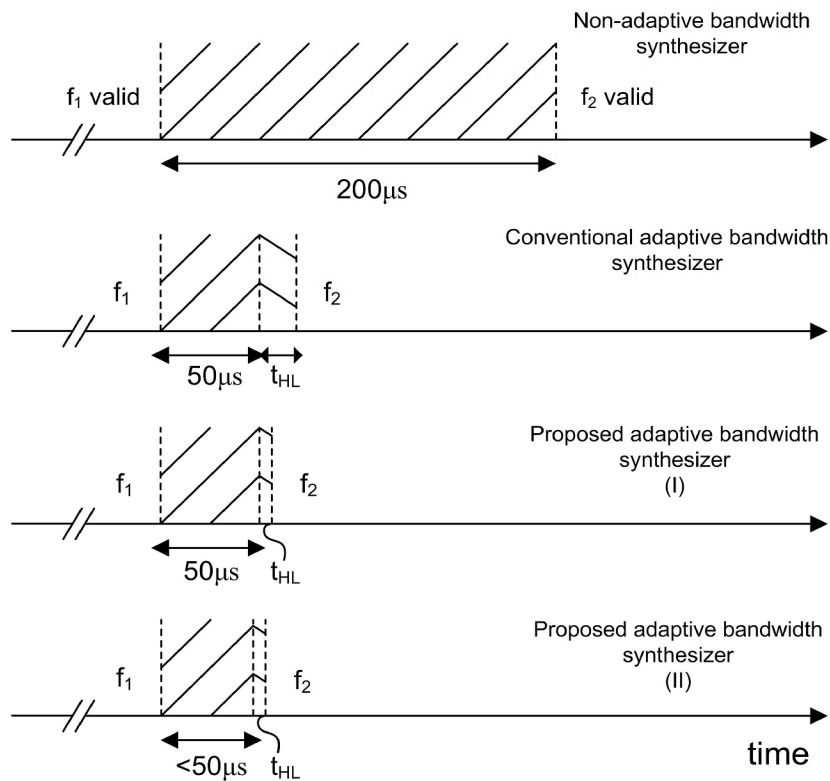 Non-adaptive bandwidth
synthesizer
f1 valid
f2 valid
200μs
Conventional adaptive bandwidth
synthesizer
f1
f2
50μs
tHL
Proposed adaptive bandwidth
synthesizer
(I)
f1
f2
50μs
tHL
Proposed adaptive bandwidth
synthesizer
(II)
f1
f2
<50μs
tHL
time